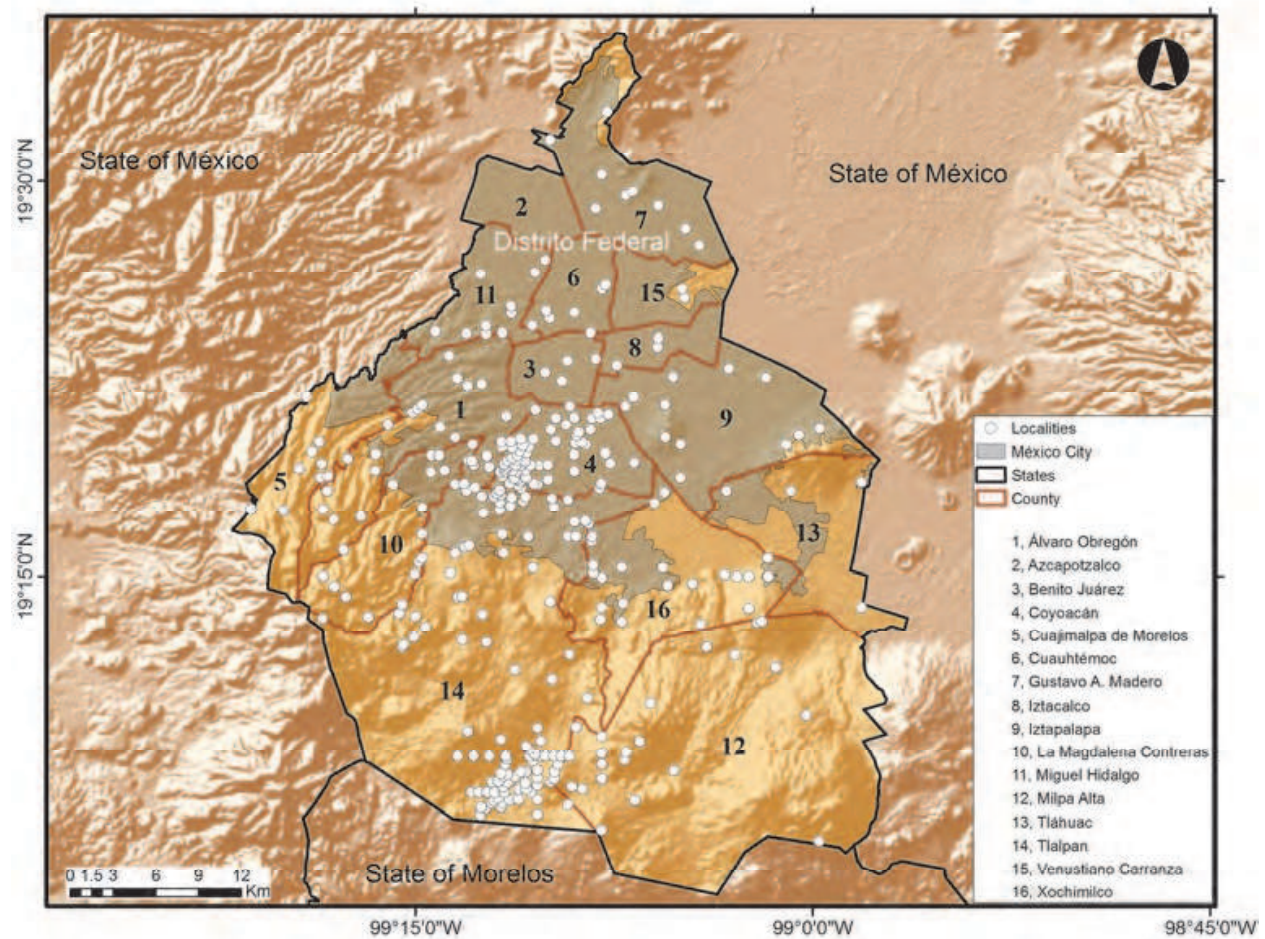 State of México
State of México
19°30'0"N
2
7
Distrito Federal
6
11
15
8
3
1
9
4
5
Localities
México City
States
County
13
10
19°15'0"N
16
1, Álvaro Obregón
2, Azcapotzalco
3, Benito Juárez
4, Coyoacán
5, Cuajimalpa de Morelos
6, Cuauhtémoc
7, Gustavo A. Madero
8, Iztacalco
9, Iztapalapa
10, La Magdalena Contreras
11, Miguel Hidalgo
12, Milpa Alta
13, Tláhuac
14, Tlalpan
15, Venustiano Carranza
16, Xochimilco
14
12
State of Morelos
0 1.5 3 6 9 12
Km
99°15'0"W
99°0'0"W
98°45'0"W